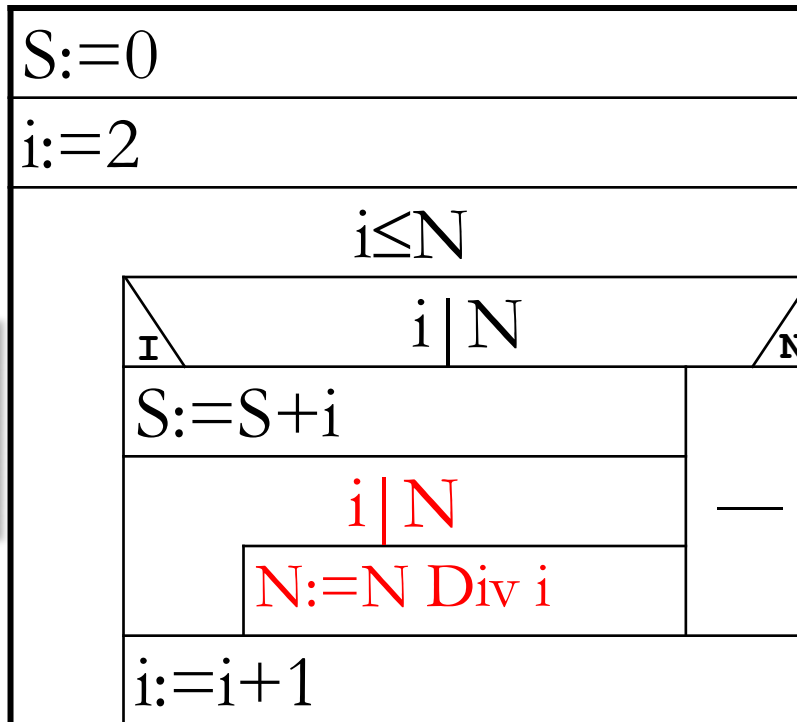 S:=0
i:=2
i≤N
i|N
I N
S:=S+i
i|N
—
N:=N Div i
i:=i+1